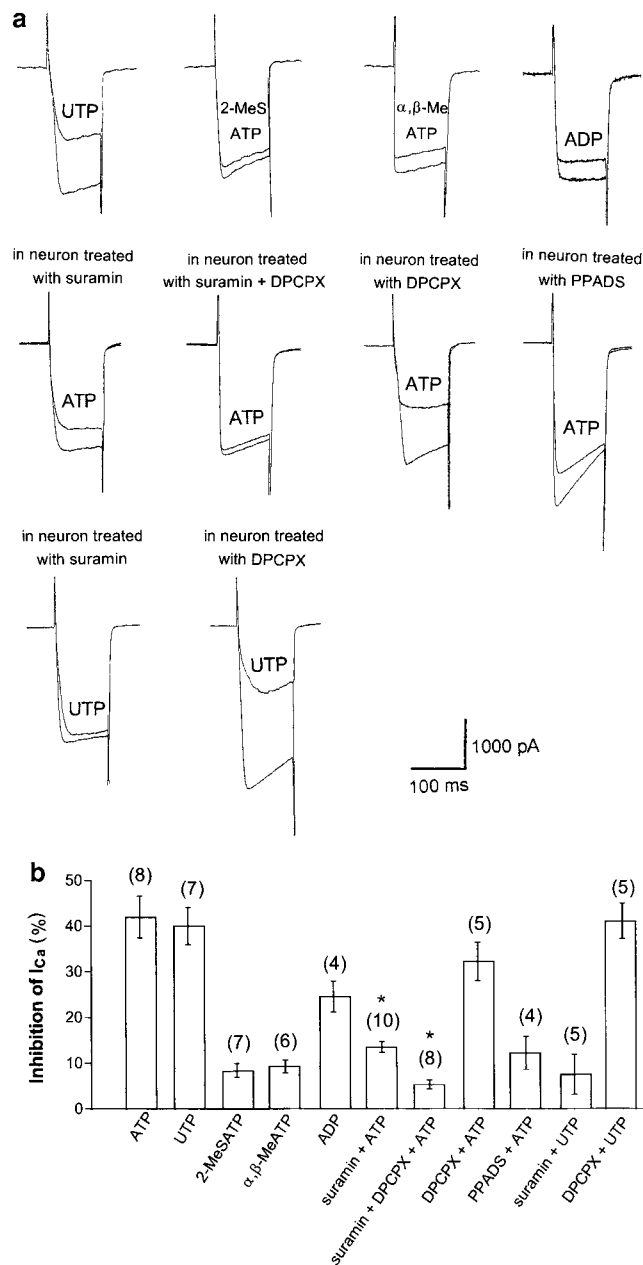 a
UTP
2-MeS
ATP
α,β-Me
ATP
ADP
in neuron treated
with suramin
in neuron treated
with suramin + DPCPX
in neuron treated
with DPCPX
in neuron treated
with PPADS
ATP
ATP
ATP
ATP
in neuron treated
with suramin
in neuron treated
with DPCPX
UTP
UTP
1000 pA
100 ms
b
Inhibition of ICa (%)
50
40
30
20
10
0
(8)
(7)
(7)
(6)
(4)
*
(10)
*
(8)
(5)
(4)
(5)
(5)
ATP
UTP
2-MeSATP
α,β-MeATP
ADP
suramin + ATP
suramin + DPCPX + ATP
DPCPX + ATP
PPADS + ATP
suramin + UTP
DPCPX + UTP